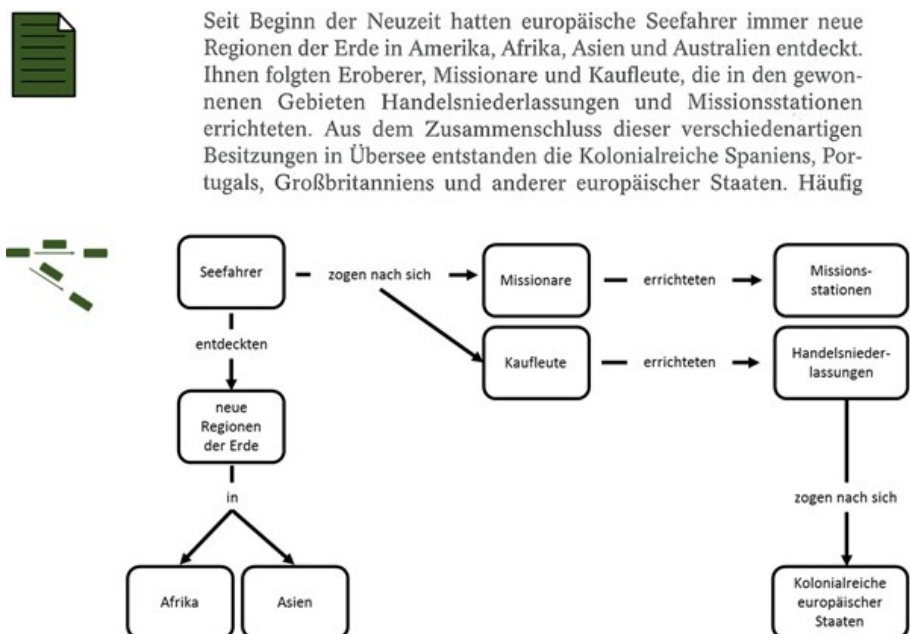 Seit Beginn der Neuzeit hatten europäische Seefahrer immer neue
Regionen der Erde in Amerika, Afrika, Asien und Australien entdeckt.
Ihnen folgten Eroberer, Missionare und Kaufleute, die in den gewon-
nenen Gebieten Handelsniederlassungen und Missionsstationen
errichteten. Aus dem Zusammenschluss dieser verschiedenartigen
Besitzungen in Übersee entstanden die Kolonialreiche Spaniens, Por-
tugals, Großbritanniens und anderer europäischer Staaten. Häufig
Seefahrer
zogen nach sich
Missionare
errichteten
Missions-
stationen
entdeckten
Kaufleute
errichteten
Handelsnieder-
lassungen
neue
Regionen
der Erde
in
zogen nach sich
Afrika
Asien
Kolonialreiche
europäischer
Staaten